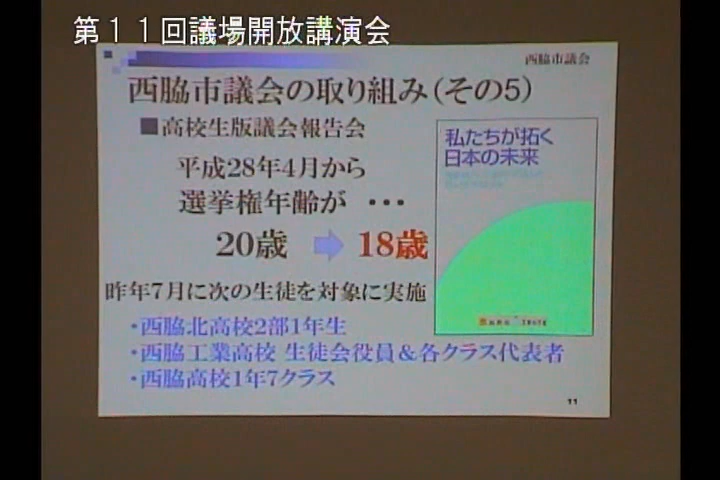 第１１回議場開放講演会
西脇市議会
西脇市議会の取り組み（その5）
■高校生版議会報告会
平成28年4月から
選挙権年齢が ・・・
20歳 ➡ 18歳
昨年7月に次の生徒を対象に実施
・西脇北高校2部1年生
・西脇工業高校 生徒会役員＆各クラス代表者
・西脇高校1年7クラス
私たちが拓く
日本の未来
11